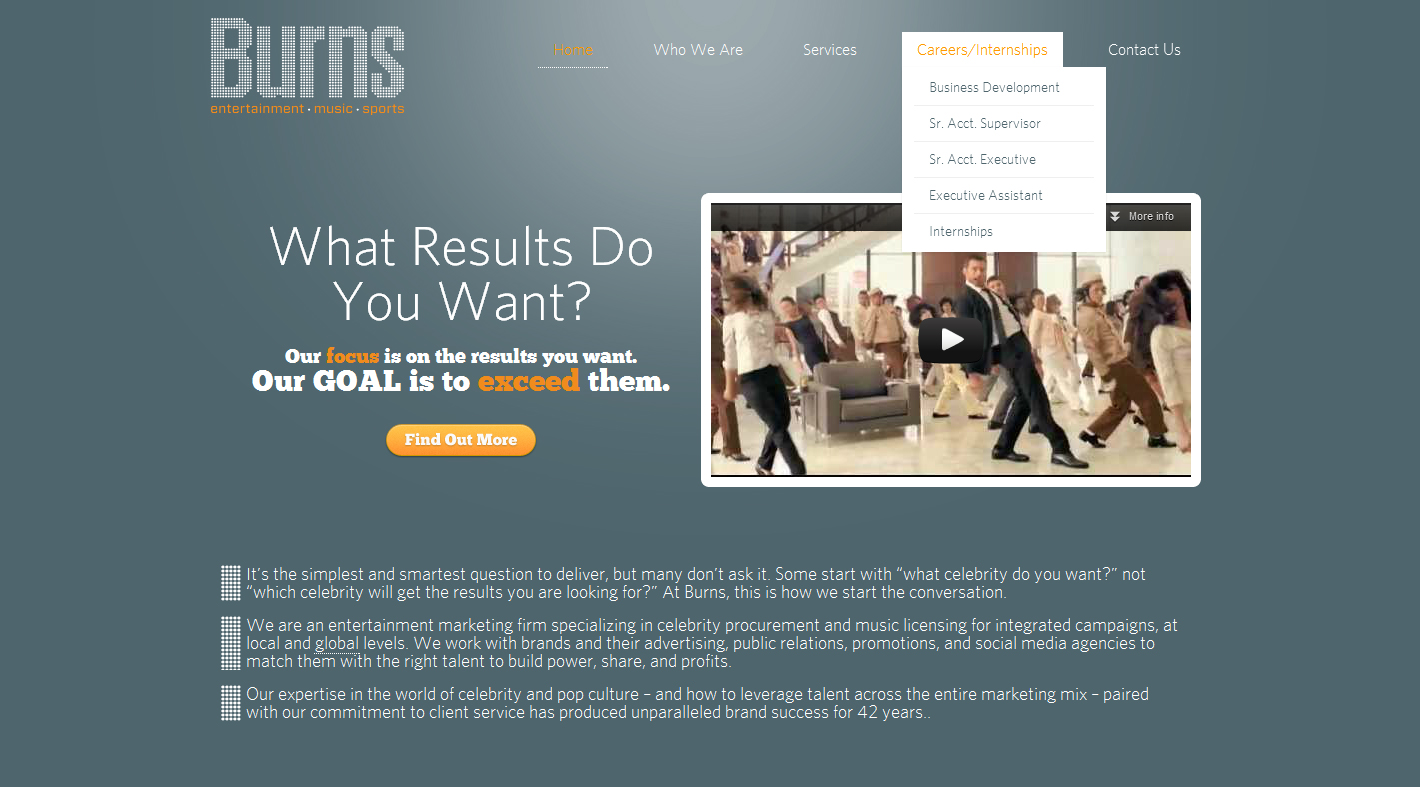 Burns
entertainment · music · sports
Home
Who We Are
Services
Careers/Internships
Contact Us
Business Development
Sr. Acct. Supervisor
Sr. Acct. Executive
Executive Assistant
Internships
More info
What Results Do
You Want?
Our focus is on the results you want.
Our GOAL is to exceed them.
Find Out More
It's the simplest and smartest question to deliver, but many don't ask it. Some start with “what celebrity do you want?” not
“which celebrity will get the results you are looking for?” At Burns, this is how we start the conversation.
We are an entertainment marketing firm specializing in celebrity procurement and music licensing for integrated campaigns, at
local and global levels. We work with brands and their advertising, public relations, promotions, and social media agencies to
match them with the right talent to build power, share, and profits.
Our expertise in the world of celebrity and pop culture – and how to leverage talent across the entire marketing mix – paired
with our commitment to client service has produced unparalleled brand success for 42 years..